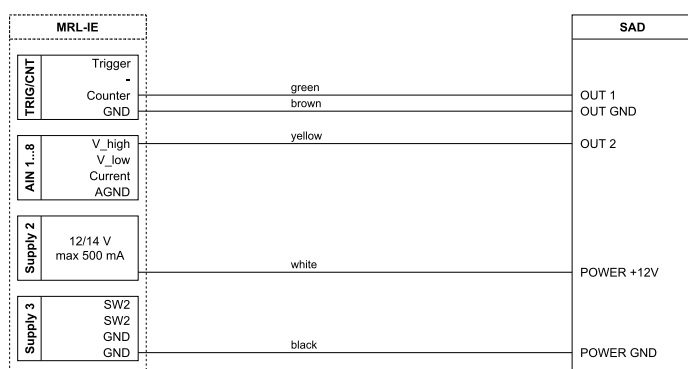 MRL-IE
SAD
TRIG/CNT
Trigger
-
Counter
GND
green
brown
OUT 1
OUT GND
AIN 1...8
V_high
V_low
Current
AGND
yellow
OUT 2
Supply 2
12/14 V
max 500 mA
white
POWER +12V
Supply 3
SW2
SW2
GND
GND
black
POWER GND